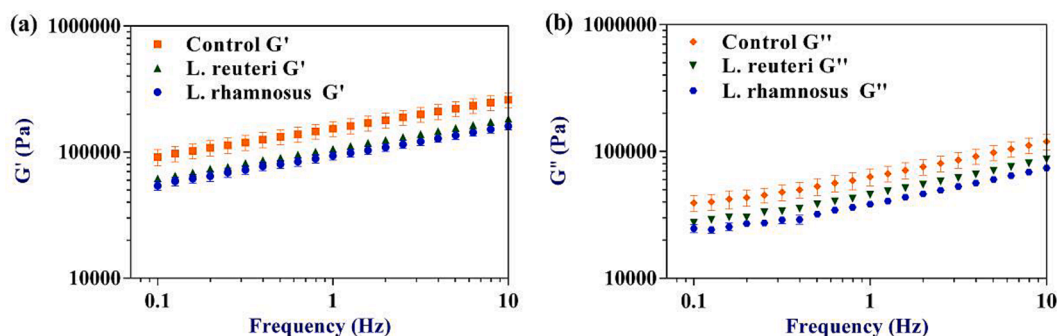 (a)
1000000
100000
10000
G' (Pa)
Control G'
L. reuteri G'
L. rhamnosus G'
0.1 1 10
Frequency (Hz)
(b)
1000000
100000
10000
G" (Pa)
Control G''
L. reuteri G''
L. rhamnosus G''
0.1 1 10
Frequency (Hz)